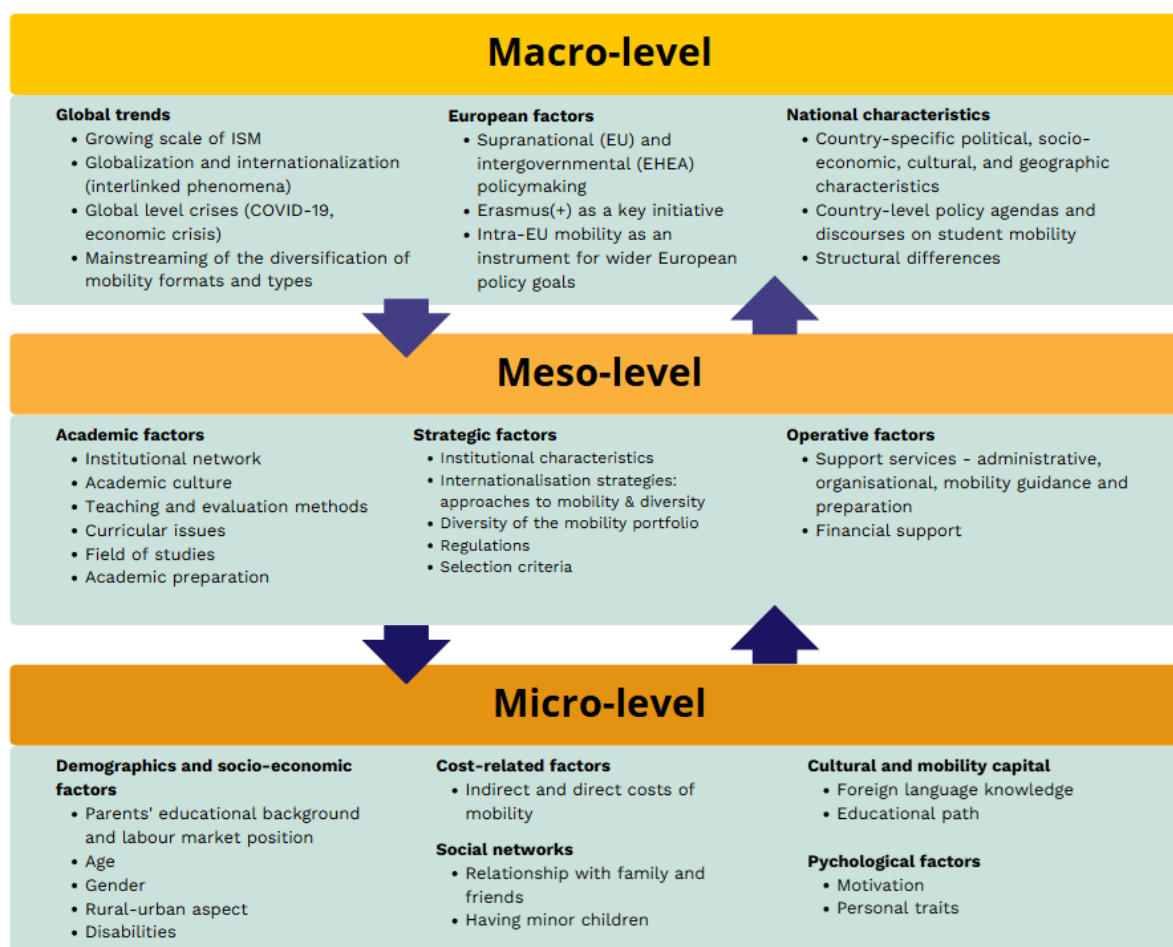 Macro-level
Global trends
• Growing scale of ISM
• Globalization and internationalization
(interlinked phenomena)
• Global level crises (COVID-19,
economic crisis)
• Mainstreaming of the diversification of
mobility formats and types
European factors
• Supranational (EU) and
intergovernmental (EHEA)
policymaking
• Erasmus(+) as a key initiative
• Intra-EU mobility as an
instrument for wider European
policy goals
National characteristics
• Country-specific political, socio-
economic, cultural, and geographic
characteristics
• Country-level policy agendas and
discourses on student mobility
• Structural differences
Meso-level
Academic factors
• Institutional network
• Academic culture
• Teaching and evaluation methods
• Curricular issues
• Field of studies
• Academic preparation
Strategic factors
• Institutional characteristics
• Internationalisation strategies:
approaches to mobility & diversity
• Diversity of the mobility portfolio
• Regulations
• Selection criteria
Operative factors
• Support services - administrative,
organisational, mobility guidance and
preparation
• Financial support
Micro-level
Demographics and socio-economic
factors
• Parents' educational background
and labour market position
• Age
• Gender
• Rural-urban aspect
• Disabilities
Cost-related factors
• Indirect and direct costs of
mobility
Social networks
• Relationship with family and
friends
• Having minor children
Cultural and mobility capital
• Foreign language knowledge
• Educational path
Pychological factors
• Motivation
• Personal traits